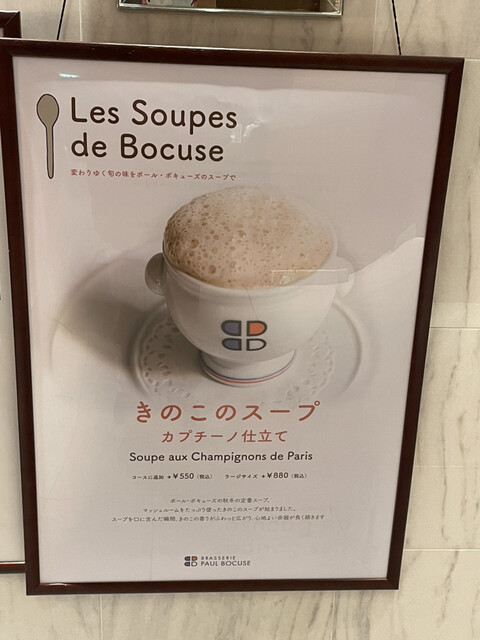 Les Soupes
de Bocuse
変わりゆく旬の味をポール・ボキューズのスープで
きのこのスープ
カプチーノ仕立て
Soupe aux Champignons de Paris
コースに追加 +¥550(税込) ラージサイズ +¥880(税込)
ポール・ボキューズの秋冬の定番スープ。
マッシュルームをたっぷり使ったきのこのスープが始まりました。
スープを口に含んだ瞬間、きのこの香りがふわっと広がり、心地よい余韻が長く続きます
BRASSERIE
PAUL BOCUSE